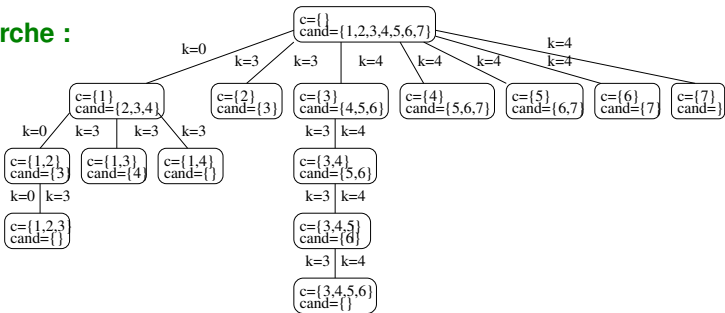 rche :
c={}
cand={1,2,3,4,5,6,7}
k=0
k=3
k=3
k=4
k=4
k=4
k=4
k=4
c={1}
cand={2,3,4}
c={2}
cand={3}
c={3}
cand={4,5,6}
c={4}
cand={5,6,7}
c={5}
cand={6,7}
c={6}
cand={7}
c={7}
cand=}
k=0
k=3
k=3
k=3
k=3
k=4
c={1,2}
cand={3}
c={1,3}
cand={4}
c={1,4}
cand={}
c={3,4}
cand={5,6}
k=0
k=3
k=3
k=4
c={1,2,3}
cand={}
c={3,4,5}
cand={6}
k=3
k=4
c={3,4,5,6}
cand={}